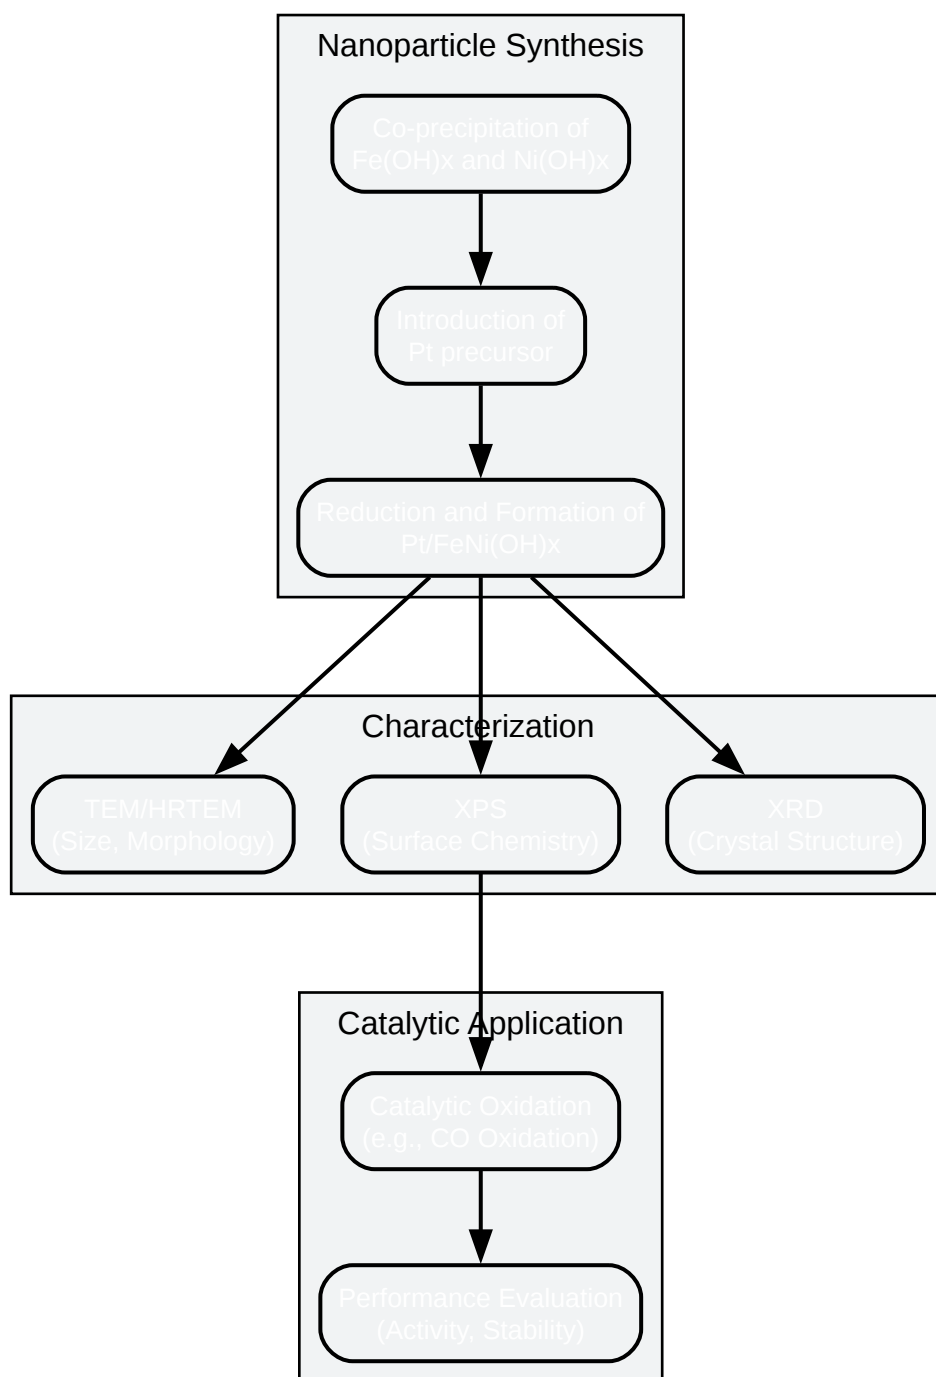 Nanoparticle Synthesis
Co-precipitation of
Fe(OH)x and Ni(OH)x
Introduction of
Pt precursor
Reduction and Formation of
Pt/FeNi(OH)x
Characterization
TEM/HRTEM
(Size, Morphology)
XPS
(Surface Chemistry)
XRD
(Crystal Structure)
Catalytic Application
Catalytic Oxidation
(e.g., CO Oxidation)
Performance Evaluation
(Activity, Stability)